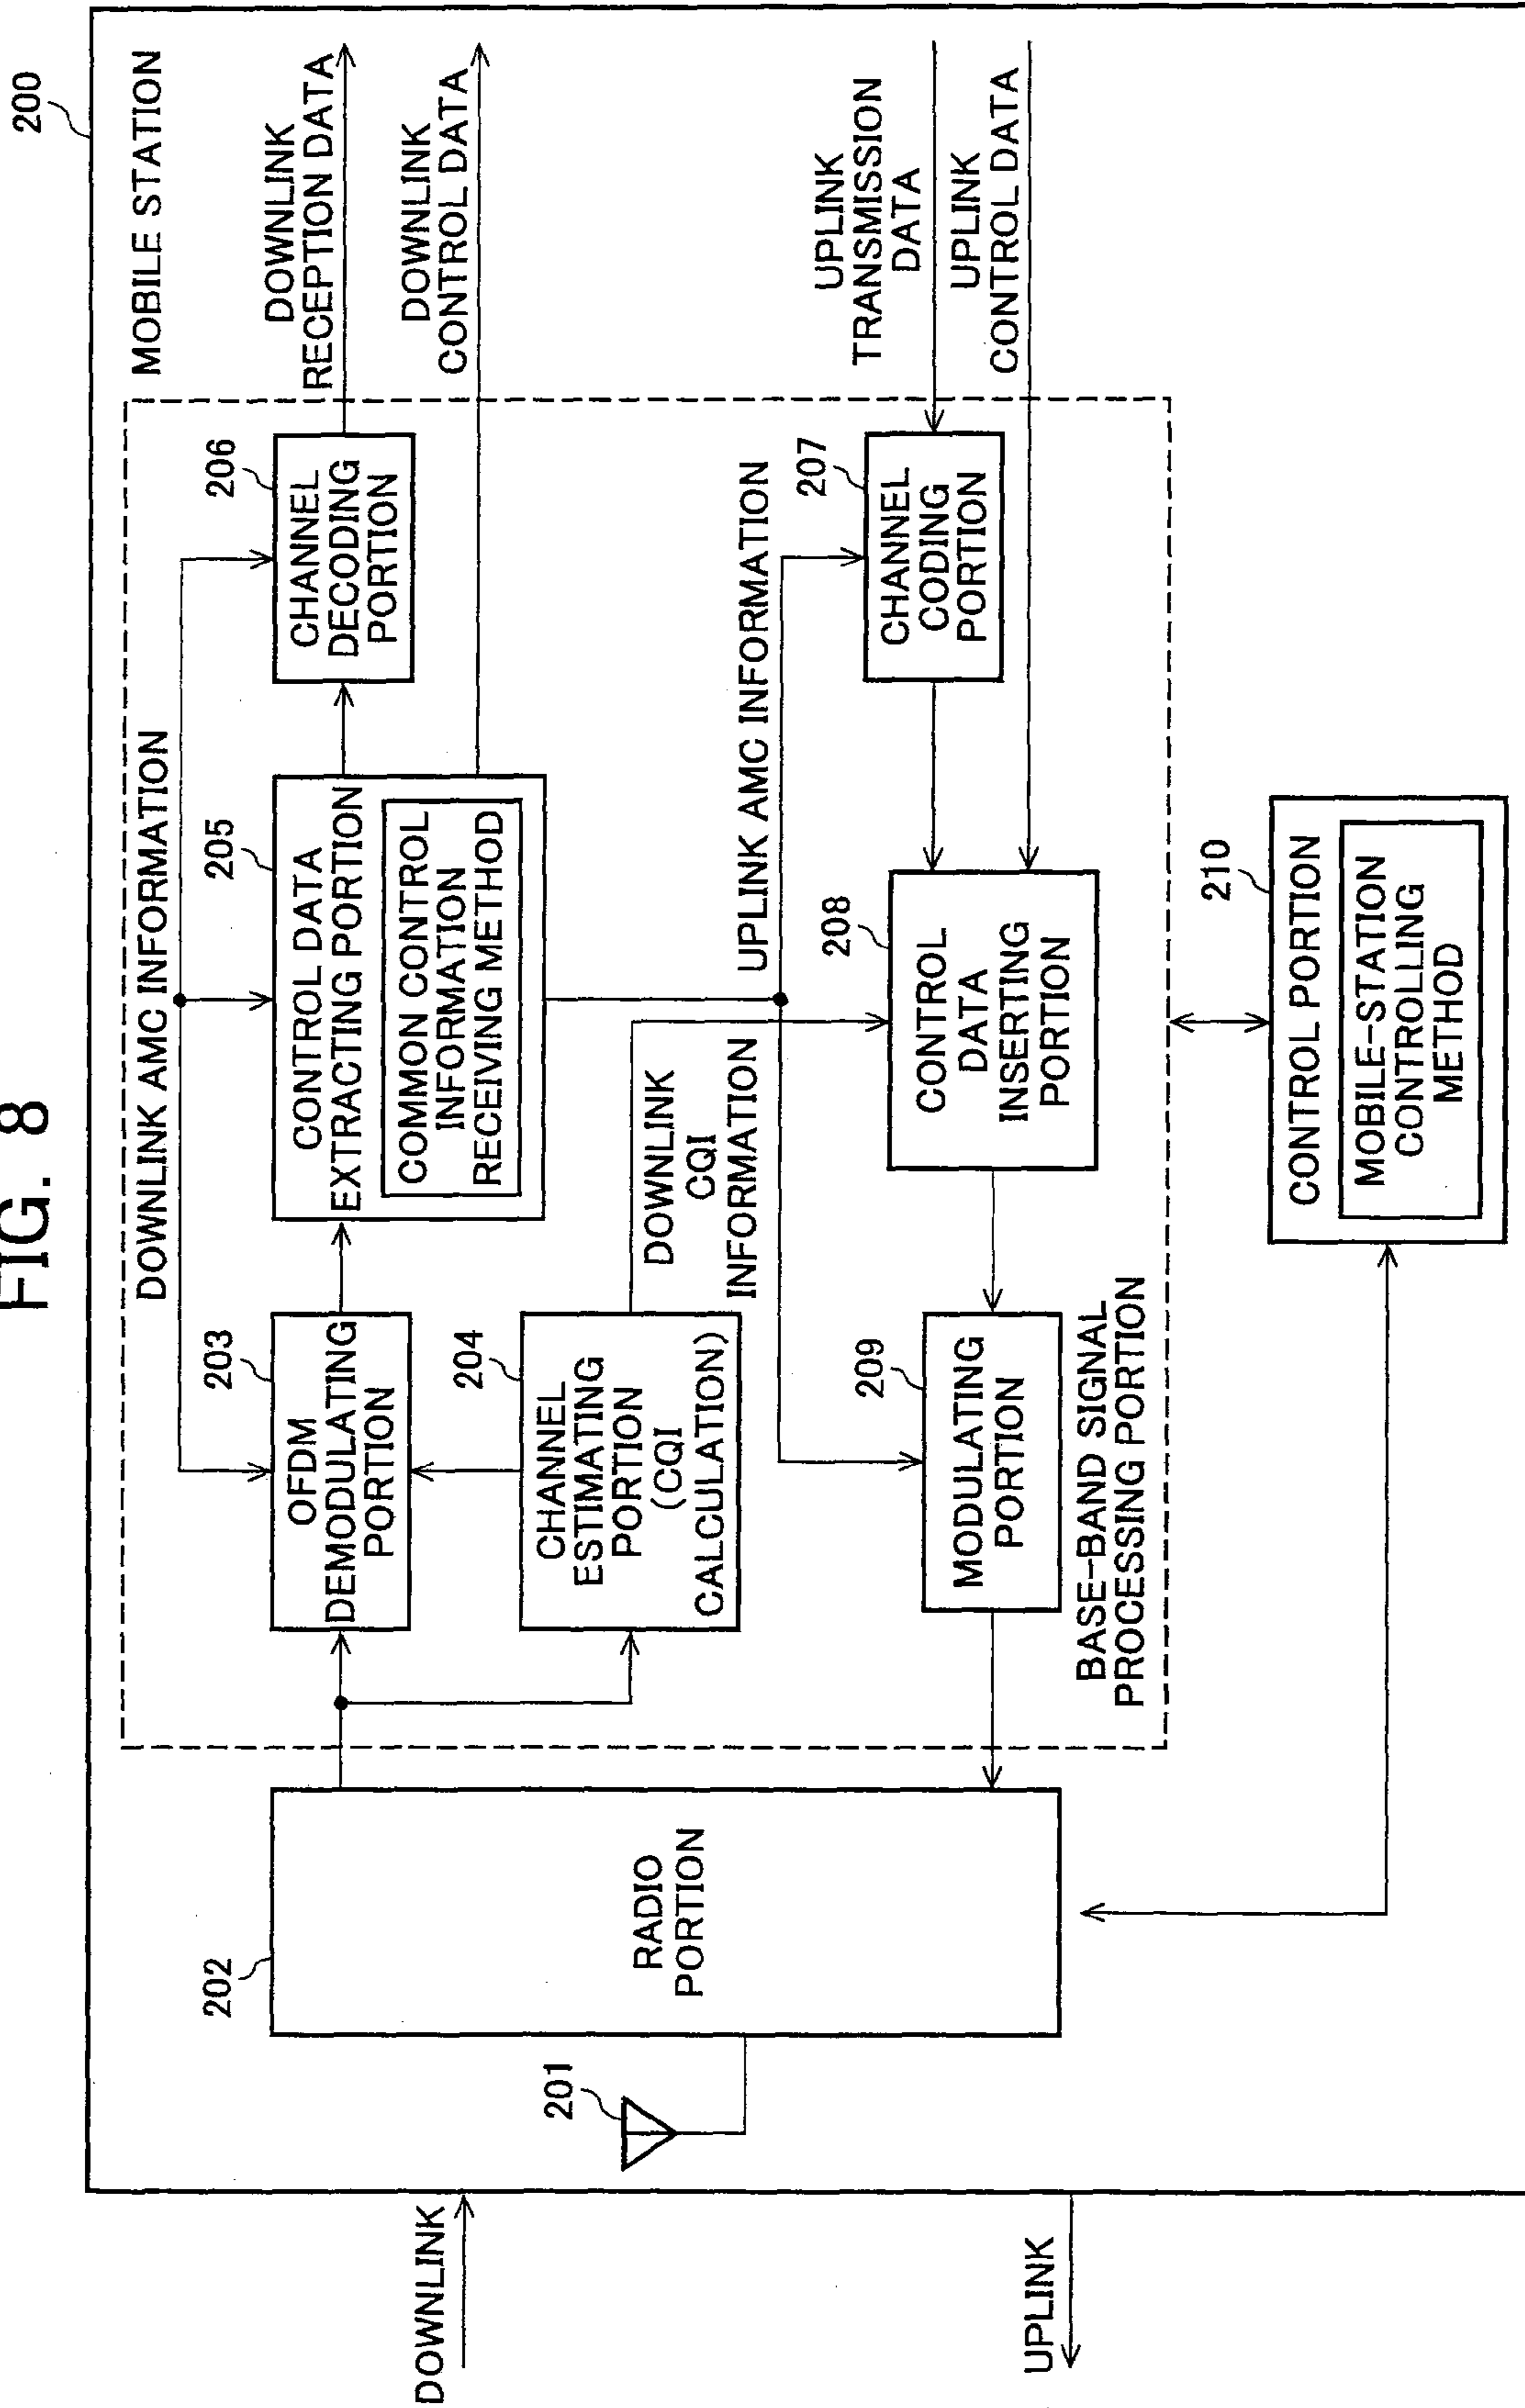 FIG. 8
200
MOBILE STATION
DOWNLINK
UPLINK
201
202
RADIO
PORTION
DOWNLINK AMC INFORMATION
203
OFDM
DEMODULATING
PORTION
204
CHANNEL
ESTIMATING
PORTION
(CQI
CALCULATION)
205
CONTROL DATA
EXTRACTING PORTION
COMMON CONTROL
INFORMATION
RECEIVING METHOD
206
CHANNEL
DECODING
PORTION
DOWNLINK
RECEPTION DATA
DOWNLINK
CONTROL DATA
DOWNLINK
CQI
INFORMATION
UPLINK AMC INFORMATION
207
CHANNEL
CODING
PORTION
UPLINK
TRANSMISSION
DATA
UPLINK
CONTROL DATA
208
CONTROL
DATA
INSERTING
PORTION
209
MODULATING
PORTION
BASE-BAND SIGNAL
PROCESSING PORTION
210
CONTROL PORTION
MOBILE-STATION
CONTROLLING
METHOD